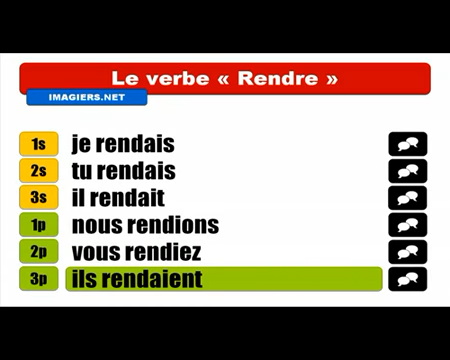 Le verbe « Rendre »
IMAGIERS.NET
1s je rendais
2s tu rendais
3s il rendait
1p nous rendions
2p vous rendiez
3p ils rendaient